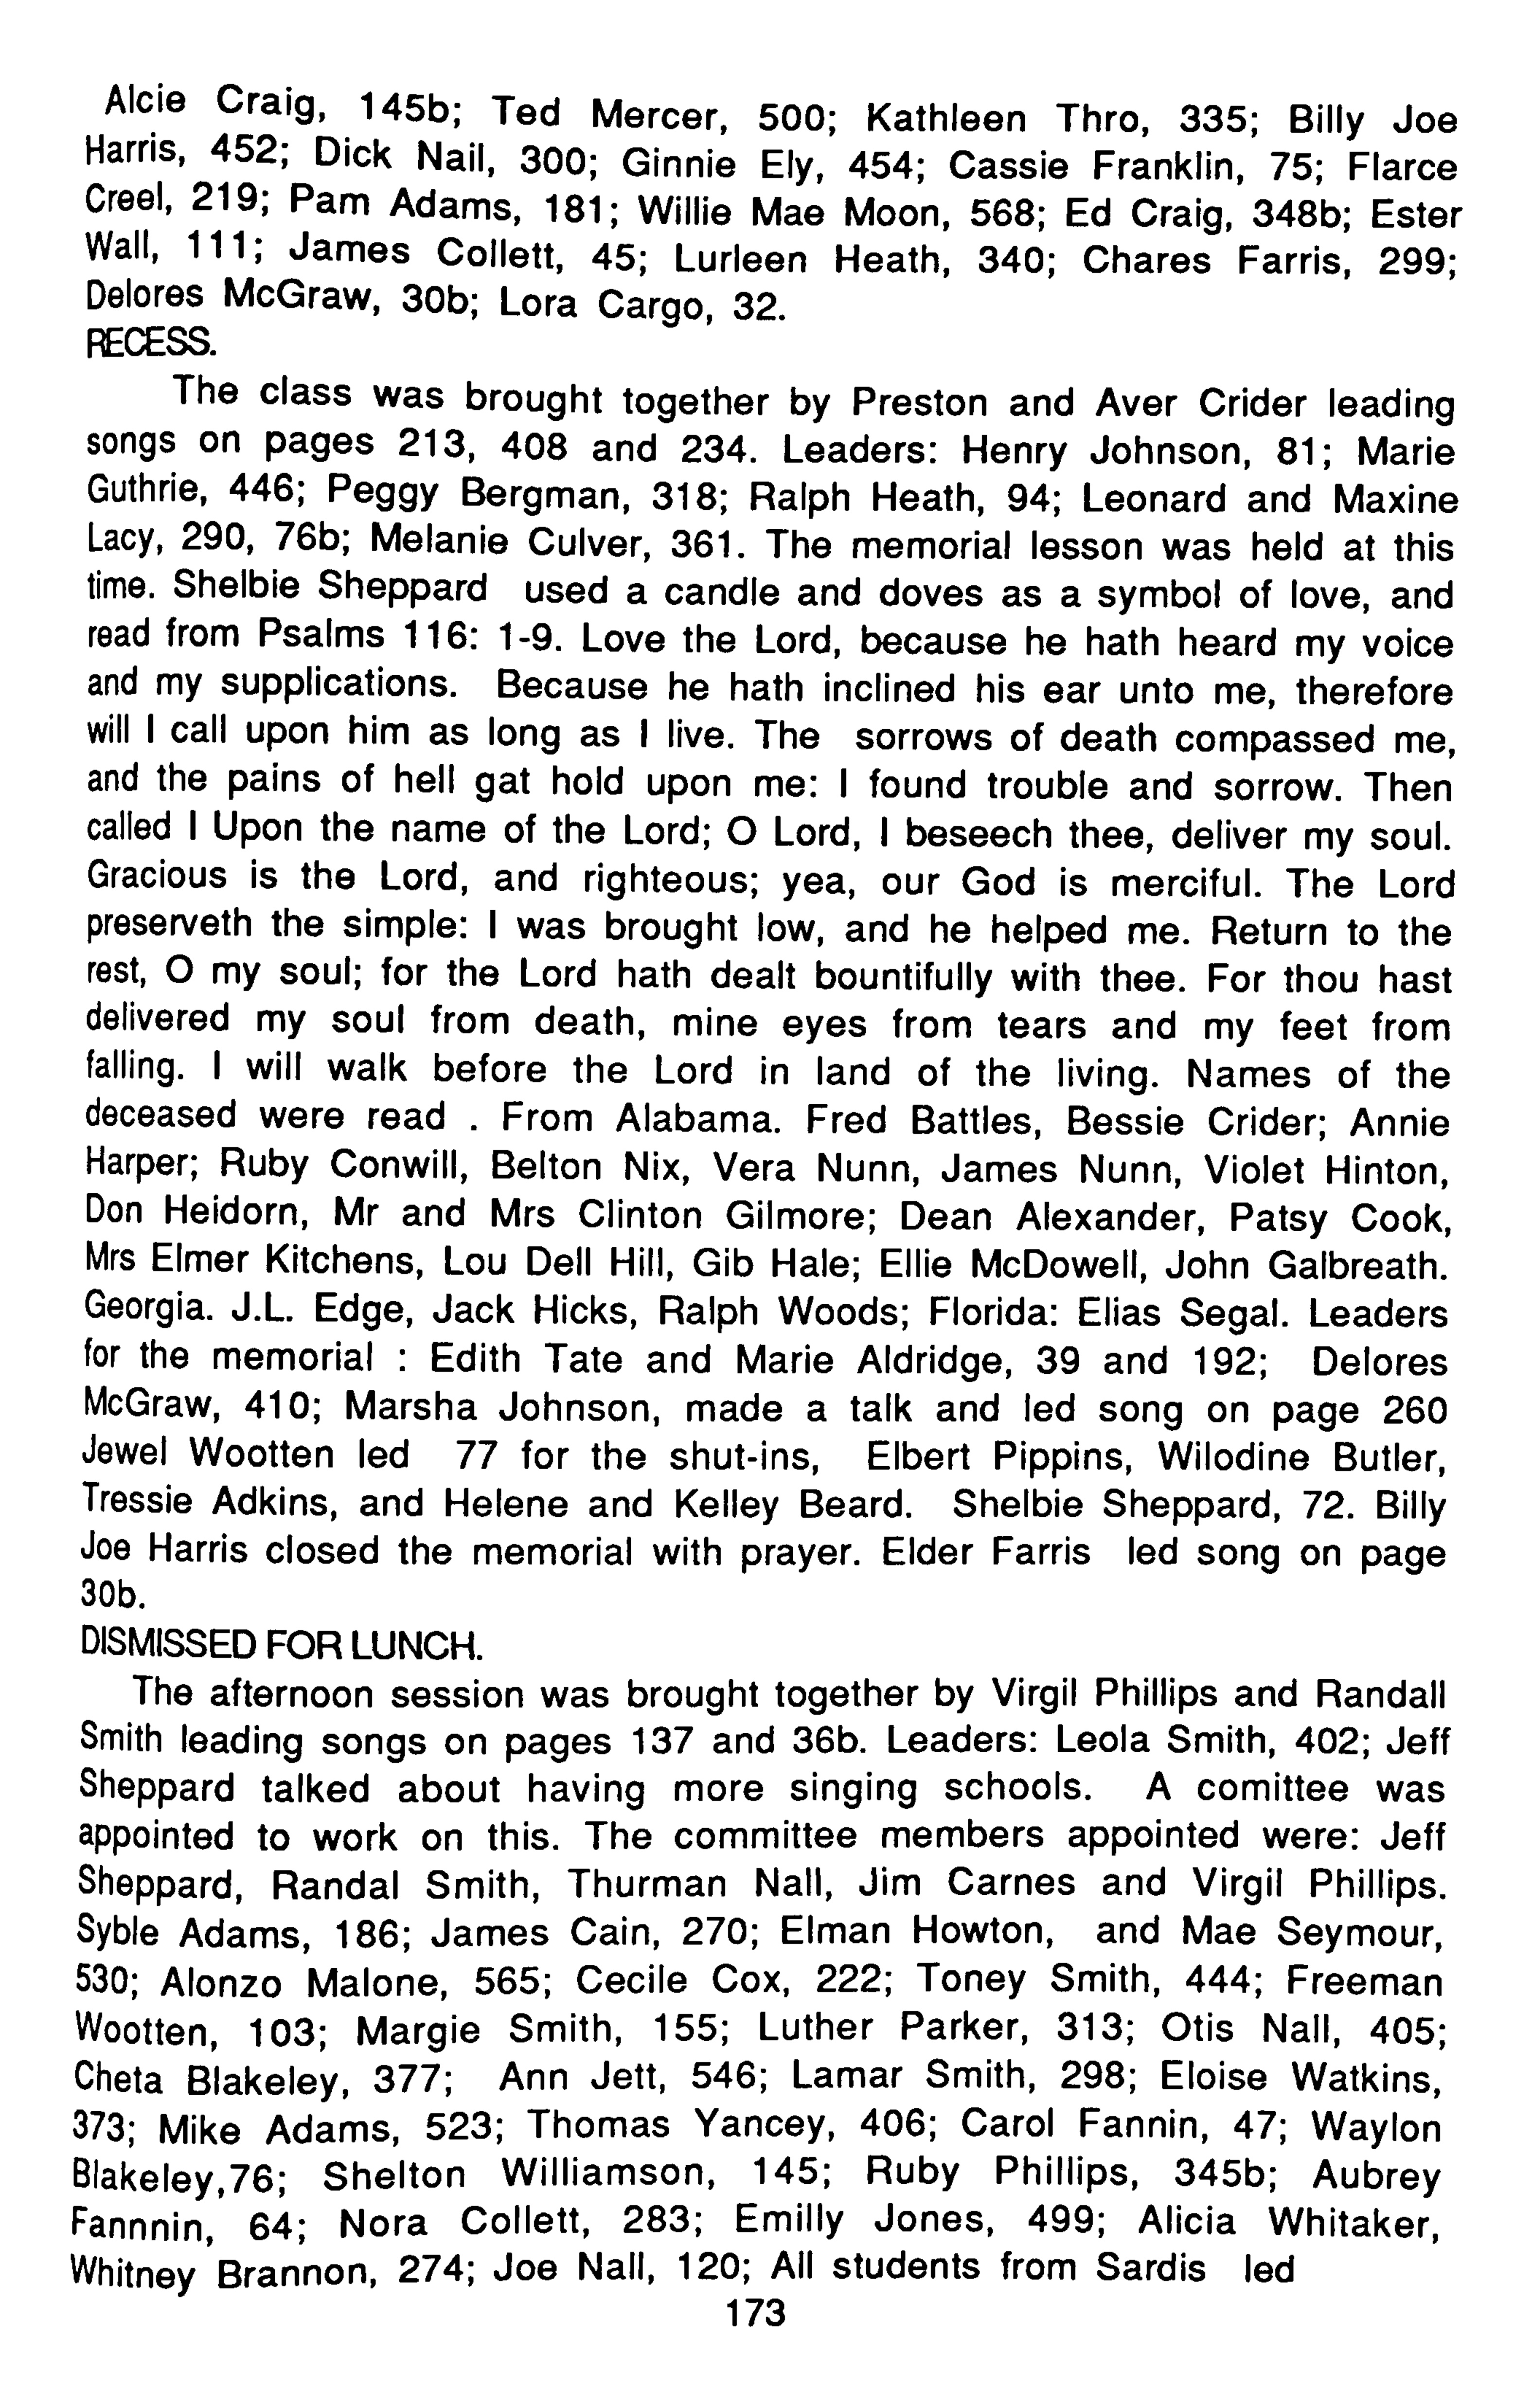 Alcie Craig, 145b; Ted Mercer, 500; Kathleen Thro, 335; Billy Joe
Harris, 452; Dick Nail, 300; Ginnie Ely, 454; Cassie Franklin, 75; Flarce
Creel, 219; Pam Adams, 181; Willie Mae Moon, 568; Ed Craig, 348b; Ester
Wall, 111; James Collett, 45; Lurleen Heath, 340; Chares Farris, 299;
Delores McGraw, 30b; Lora Cargo, 32.
RECESS.
The class was brought together by Preston and Aver Crider leading
songs on pages 213, 408 and 234. Leaders: Henry Johnson, 81; Marie
Guthrie, 446; Peggy Bergman, 318; Ralph Heath, 94; Leonard and Maxine
Lacy, 290, 76b; Melanie Culver, 361. The memorial lesson was held at this
time. Shelbie Sheppard used a candle and doves as a symbol of love, and
read from Psalms 116: 1-9. Love the Lord, because he hath heard my voice
and my supplications. Because he hath inclined his ear unto me, therefore
will I call upon him as long as I live. The sorrows of death compassed me,
and the pains of hell gat hold upon me: I found trouble and sorrow. Then
called I Upon the name of the Lord; O Lord, I beseech thee, deliver my soul.
Gracious is the Lord, and righteous; yea, our God is merciful. The Lord
preserveth the simple: I was brought low, and he helped me. Return to the
rest, O my soul; for the Lord hath dealt bountifully with thee. For thou hast
delivered my soul from death, mine eyes from tears and my feet from
falling. I will walk before the Lord in land of the living. Names of the
deceased were read . From Alabama. Fred Battles, Bessie Crider; Annie
Harper; Ruby Conwill, Belton Nix, Vera Nunn, James Nunn, Violet Hinton,
Don Heidorn, Mr and Mrs Clinton Gilmore; Dean Alexander, Patsy Cook,
Mrs Elmer Kitchens, Lou Dell Hill, Gib Hale; Ellie McDowell, John Galbreath.
Georgia. J.L. Edge, Jack Hicks, Ralph Woods; Florida: Elias Segal. Leaders
for the memorial : Edith Tate and Marie Aldridge, 39 and 192; Delores
McGraw, 410; Marsha Johnson, made a talk and led song on page 260
Jewel Wootten led 77 for the shut-ins, Elbert Pippins, Wilodine Butler,
Tressie Adkins, and Helene and Kelley Beard. Shelbie Sheppard, 72. Billy
Joe Harris closed the memorial with prayer. Elder Farris led song on page
30b.
DISMISSED FOR LUNCH.
The afternoon session was brought together by Virgil Phillips and Randall
Smith leading songs on pages 137 and 36b. Leaders: Leola Smith, 402; Jeff
Sheppard talked about having more singing schools. A comittee was
appointed to work on this. The committee members appointed were: Jeff
Sheppard, Randal Smith, Thurman Nall, Jim Carnes and Virgil Phillips.
Syble Adams, 186; James Cain, 270; Elman Howton, and Mae Seymour,
530; Alonzo Malone, 565; Cecile Cox, 222; Toney Smith, 444; Freeman
Wootten, 103; Margie Smith, 155; Luther Parker, 313; Otis Nall, 405;
Cheta Blakeley, 377; Ann Jett, 546; Lamar Smith, 298; Eloise Watkins,
373; Mike Adams, 523; Thomas Yancey, 406; Carol Fannin, 47; Waylon
Blakeley,76; Shelton Williamson, 145; Ruby Phillips, 345b; Aubrey
Fannnin, 64; Nora Collett, 283; Emilly Jones, 499; Alicia Whitaker,
Whitney Brannon, 274; Joe Nall, 120; All students from Sardis led
173